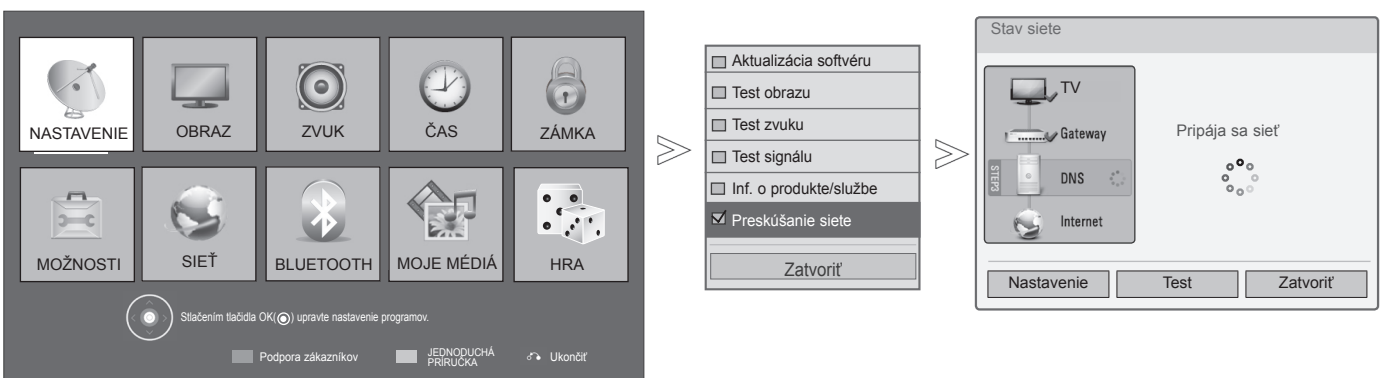 NASTAVENIE
OBRAZ
ZVUK
ČAS
ZÁMKA
MOŽNOSTI
SIEŤ
BLUETOOTH
MOJE MÉDIÁ
HRA
Stlačením tlačidla OK( ) upravte nastavenie programov.
Podpora zákazníkov
JEDNODUCHÁ
PRÍRUČKA
Ukončiť
Aktualizácia softvéru
Test obrazu
Test zvuku
Test signálu
Inf. o produkte/službe
Preskúšanie siete
Zatvoriť
Stav siete
TV
Gateway
STEP3
DNS
Internet
Pripája sa sieť
Nastavenie
Test
Zatvoriť